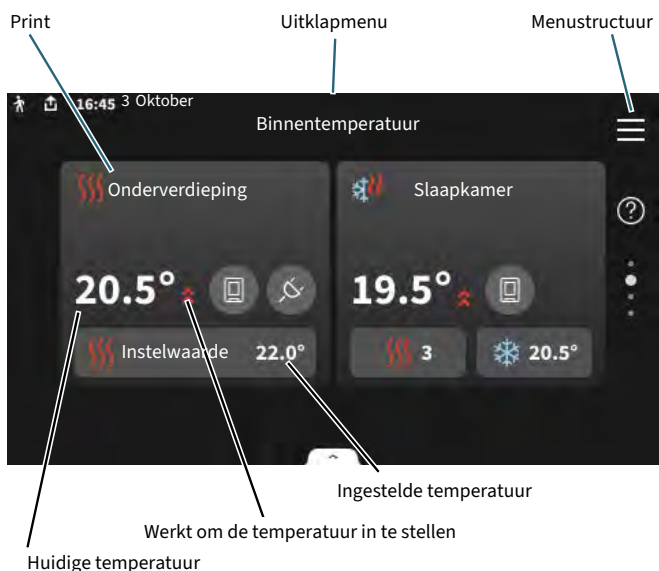 Print
Uitklapmenu
Menustructuur
16:45 3 Oktober
Binnentemperatuur
Onderverdieping
Slaapkamer
?
20.5°
19.5°
Instelwaarde 22.0°
3
20.5°
Ingestelde temperatuur
Werkt om de temperatuur in te stellen
Huidige temperatuur